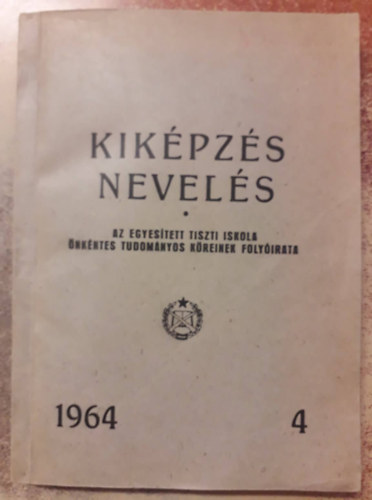 KIKÉPZÉS
NEVELÉS
AZ EGYESÍTETT TISZTI ISKOLA
ÖNKÉNTES TUDOMÁNYOS KÖREINEK FOLYÓIRATA
1964 4